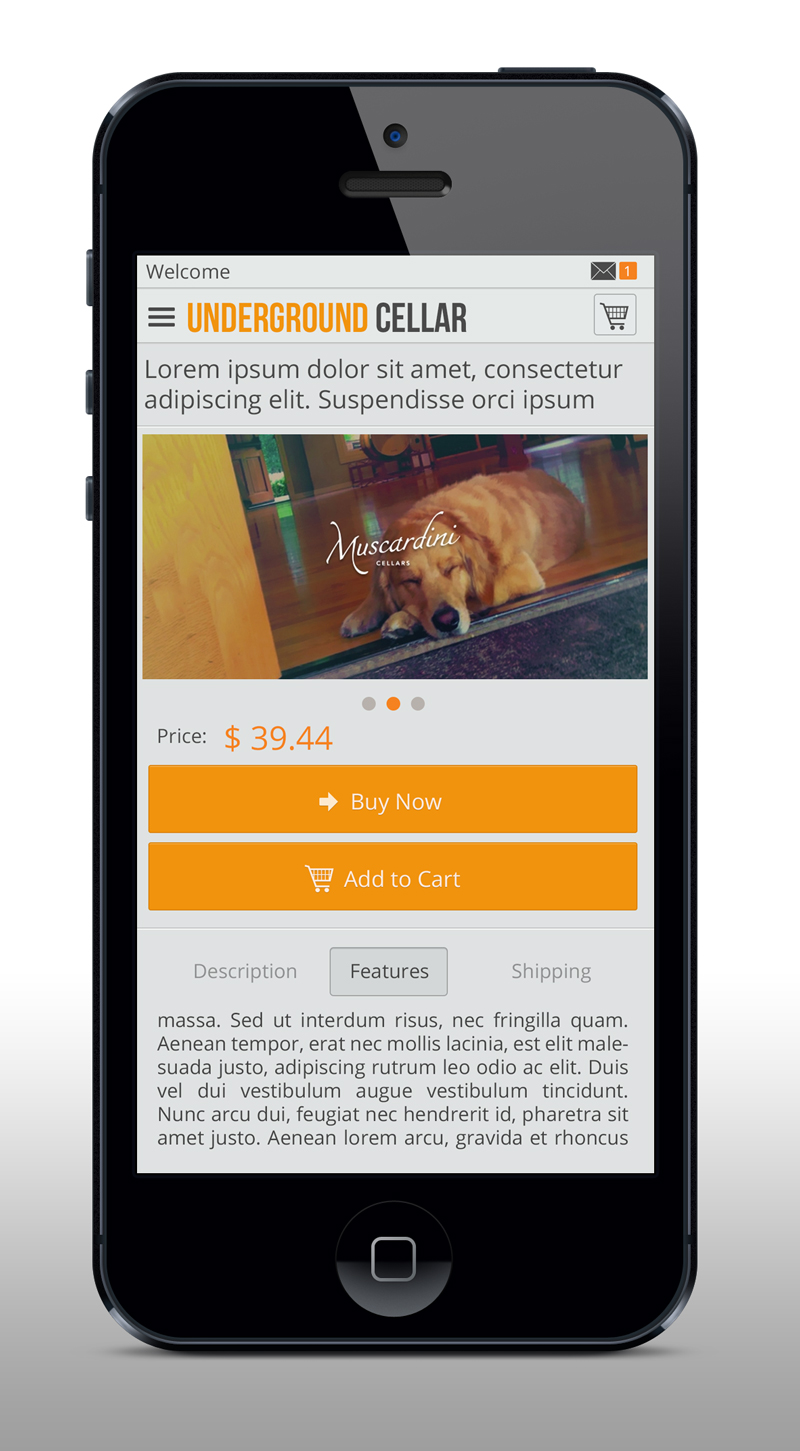 Welcome
1
UNDERGROUND CELLAR
Lorem ipsum dolor sit amet, consectetur
adipiscing elit. Suspendisse orci ipsum
Muscardini
CELLARS
Price: $ 39.44
Buy Now
Add to Cart
Description Features Shipping
massa. Sed ut interdum risus, nec fringilla quam.
Aenean tempor, erat nec mollis lacinia, est elit male-
suada justo, adipiscing rutrum leo odio ac elit. Duis
vel dui vestibulum augue vestibulum tincidunt.
Nunc arcu dui, feugiat nec hendrerit id, pharetra sit
amet justo. Aenean lorem arcu, gravida et rhoncus